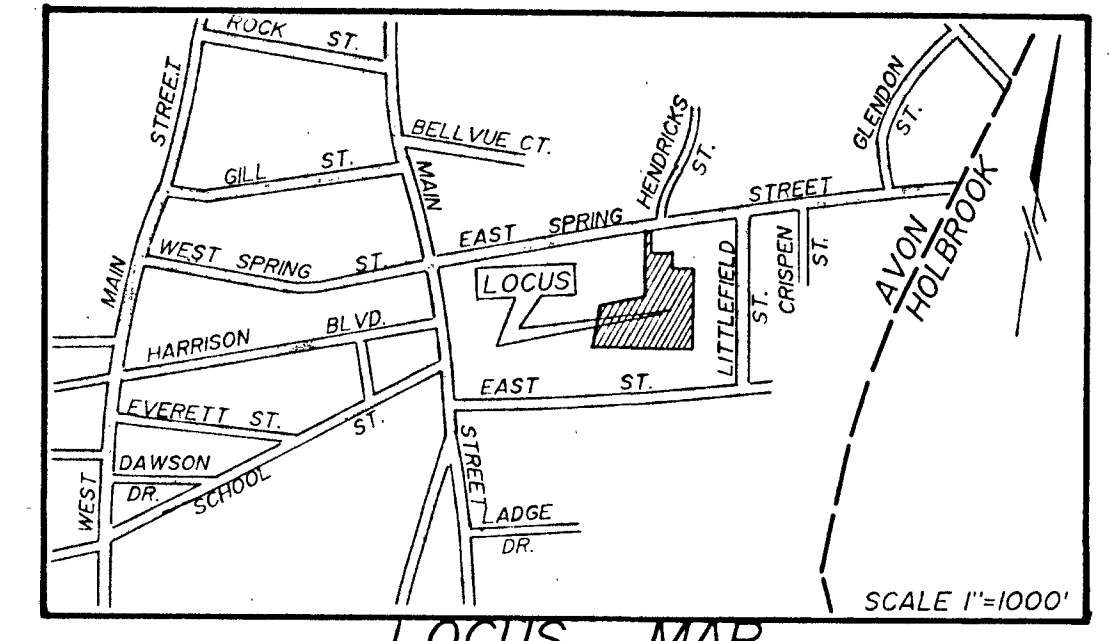 ROCK ST.
STREET
BELLVUE CT.
GLENDON ST.
HENDRICKS ST.
GILL ST.
MAIN
STREET
EAST SPRING
WEST SPRING ST.
MAIN
LOCUS
LITTLEFIELD ST.
CRISPEN ST.
AVON
HOLBROOK
HARRISON BLVD.
EAST ST.
EVERETT ST.
SCHOOL ST.
STREET
DAWSON DR.
WEST
LADGE DR.
SCALE 1"=1000'
LOCUS MAP